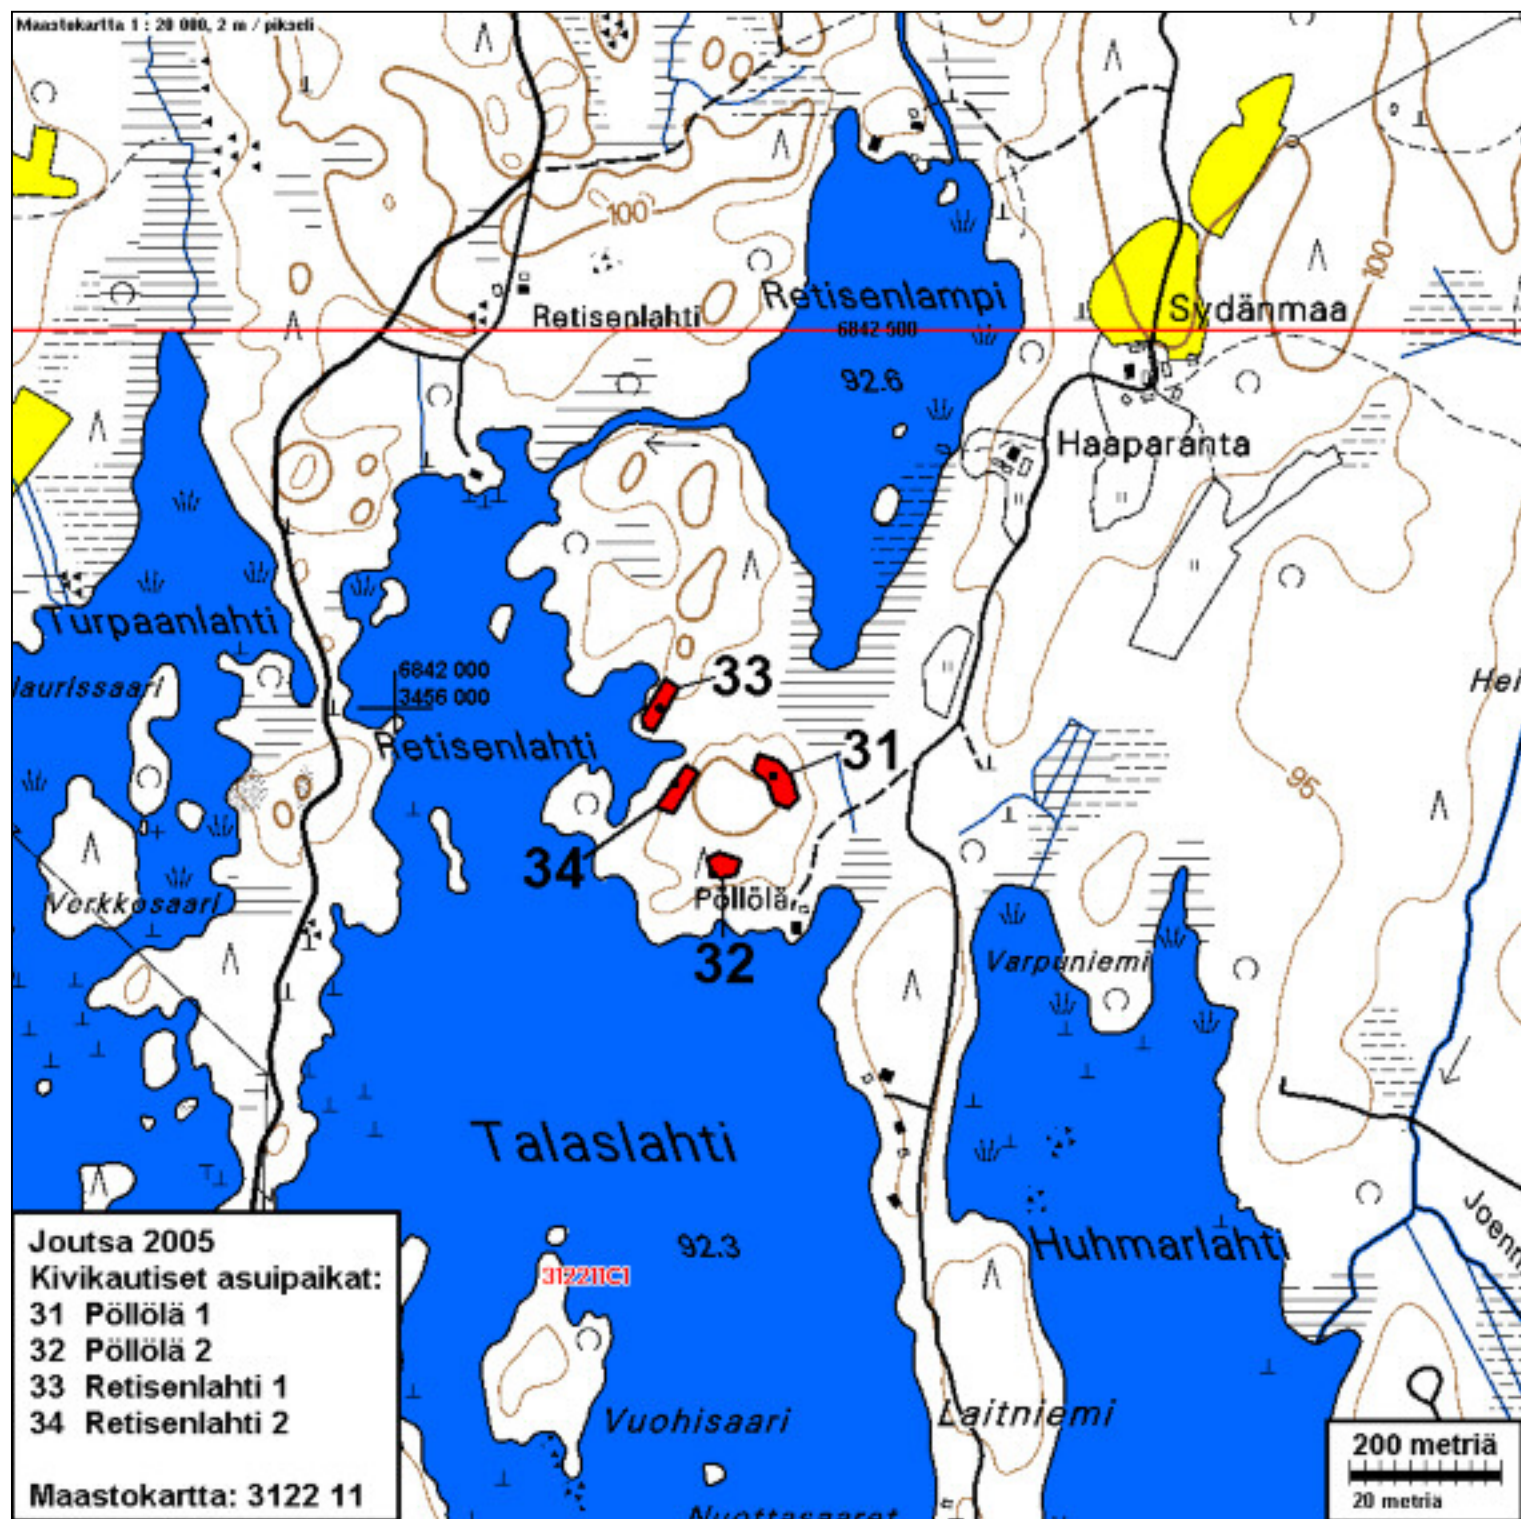 Maastokartta 1 : 20 000, 2 m / pikseli
100
Retisenlahti
Retisenlampi
6842 500
92.6
Sydänmaa
100
Haaparanta
Turpaanlahti
laurissaari
6842 000
3456 000
33
Hei
Retisenlahti
31
95
34
Pöllölä
32
Verkkosaari
Varpuniemi
Talaslahti
92.3
Huhmarlahti
312211C1
Vuohisaari
Laitniemi
Nuottasaaret
Joutsa 2005
Kivikautiset asuipaikat:
31 Pöllölä 1
32 Pöllölä 2
33 Retisenlahti 1
34 Retisenlahti 2
Maastokartta: 3122 11
200 metriä
20 metriä